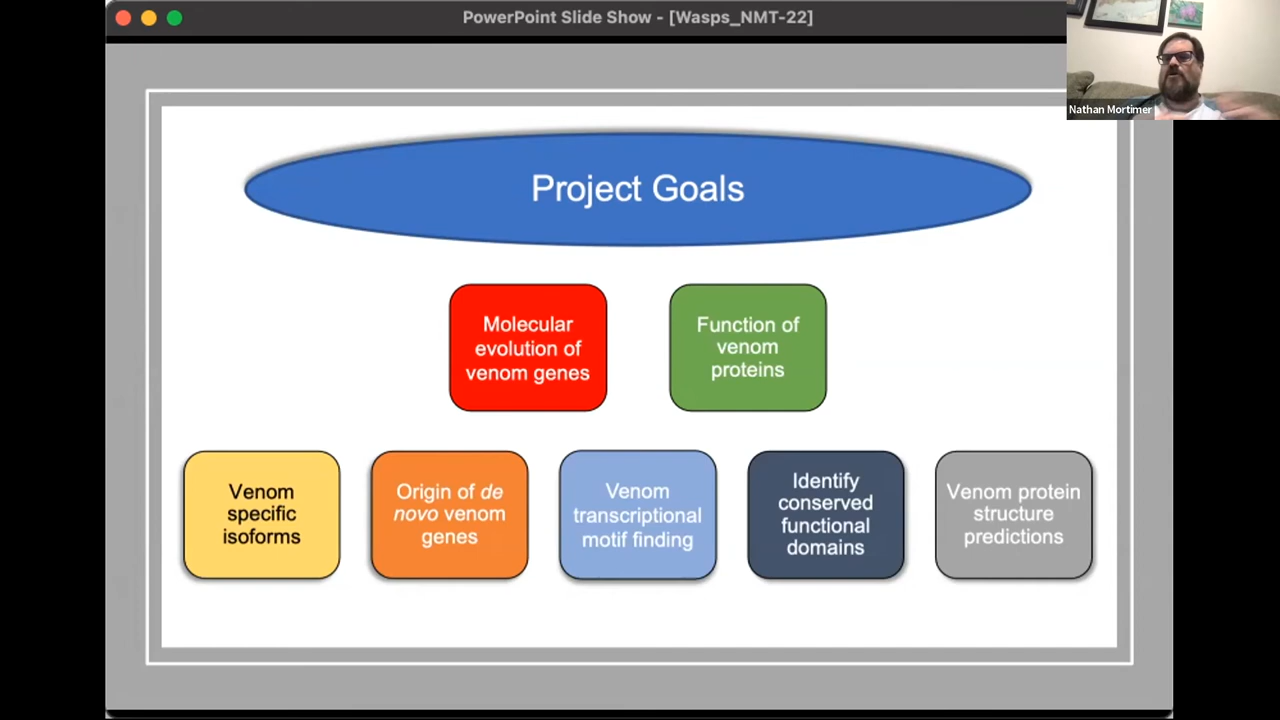 PowerPoint Slide Show - [Wasps_NMT-22]
Nathan Mortimer
Project Goals
Molecular
evolution of
venom genes
Function of
venom
proteins
Venom
specific
isoforms
Origin of de
novo venom
genes
Venom
transcriptional
motif finding
Identify
conserved
functional
domains
Venom protein
structure
predictions